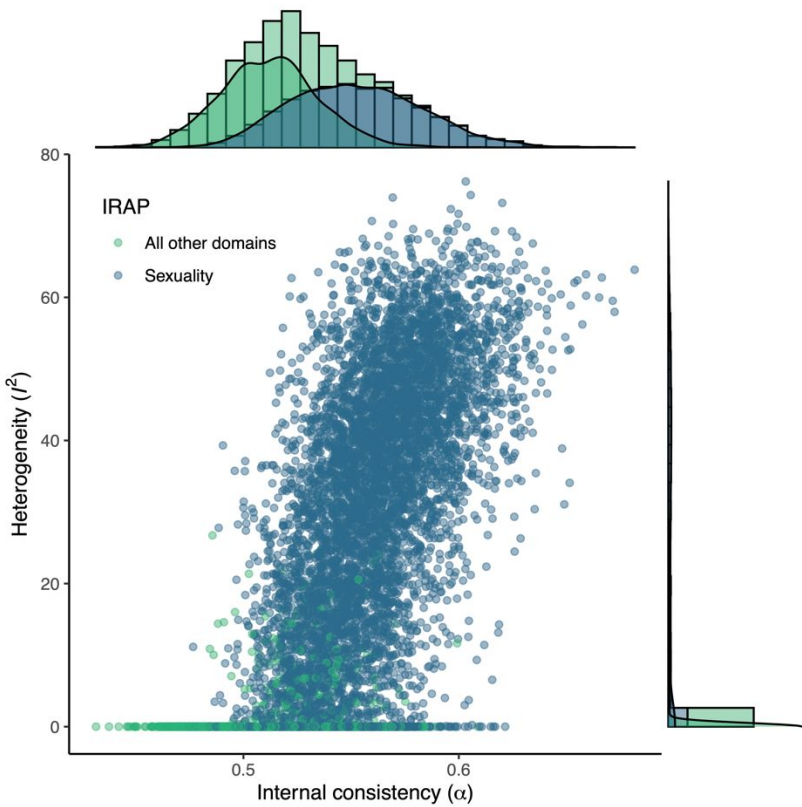 80
IRAP
All other domains
Sexuality
60
40
20
0
Heterogeneity (I²)
0.5 0.6
Internal consistency (α)